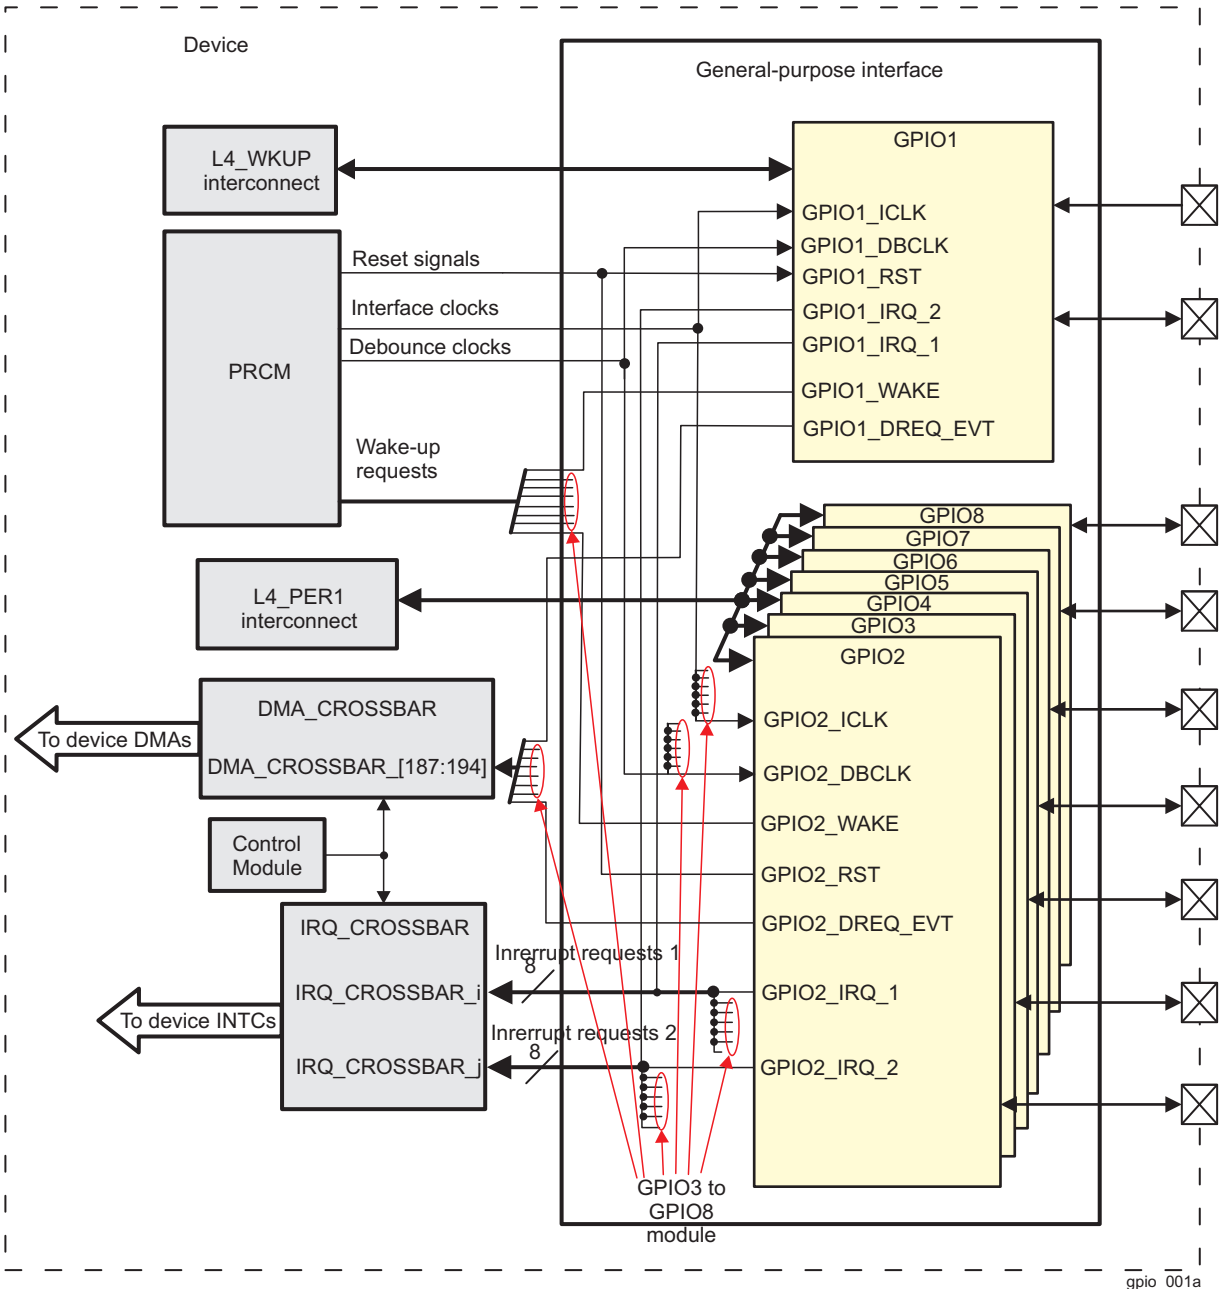 Device
General-purpose interface
L4_WKUP
interconnect
GPIO1
GPIO1_ICLK
GPIO1_DBCLK
GPIO1_RST
GPIO1_IRQ_2
GPIO1_IRQ_1
GPIO1_WAKE
GPIO1_DREQ_EVT
PRCM
Reset signals
Interface clocks
Debounce clocks
Wake-up
requests
GPIO8
GPIO7
GPIO6
GPIO5
GPIO4
GPIO3
GPIO2
L4_PER1
interconnect
GPIO2_ICLK
GPIO2_DBCLK
GPIO2_WAKE
GPIO2_RST
GPIO2_DREQ_EVT
GPIO2_IRQ_1
GPIO2_IRQ_2
DMA_CROSSBAR
To device DMAs
DMA_CROSSBAR_[187:194]
Control
Module
IRQ_CROSSBAR
Inrerrupt requests 1
8
IRQ_CROSSBAR_i
To device INTCs
Inrerrupt requests 2
8
IRQ_CROSSBAR_j
GPIO3 to
GPIO8
module
gpio_001a